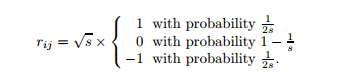 r_{ij} = \sqrt{s} \times \begin{cases} 1 & \text{with probability } \frac{1}{2s} \\ 0 & \text{with probability } 1 - \frac{1}{s} \\ -1 & \text{with probability } \frac{1}{2s}. \end{cases}